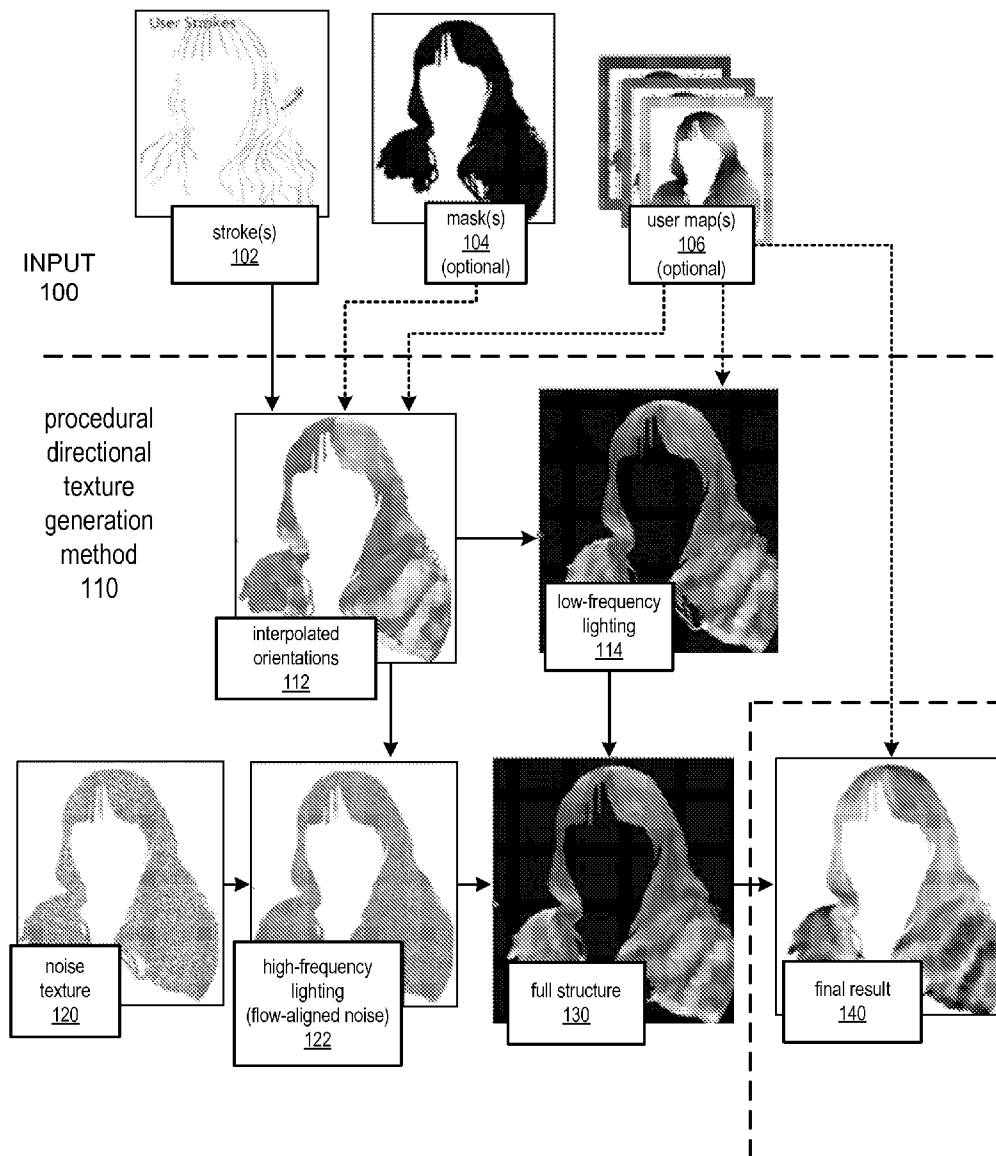 User Strokes
stroke(s)
102
mask(s)
104
(optional)
user map(s)
106
(optional)
INPUT
100
procedural
directional
texture
generation
method
110
interpolated
orientations
112
low-frequency
lighting
114
noise
texture
120
high-frequency
lighting
(flow-aligned noise)
122
full structure
130
final result
140